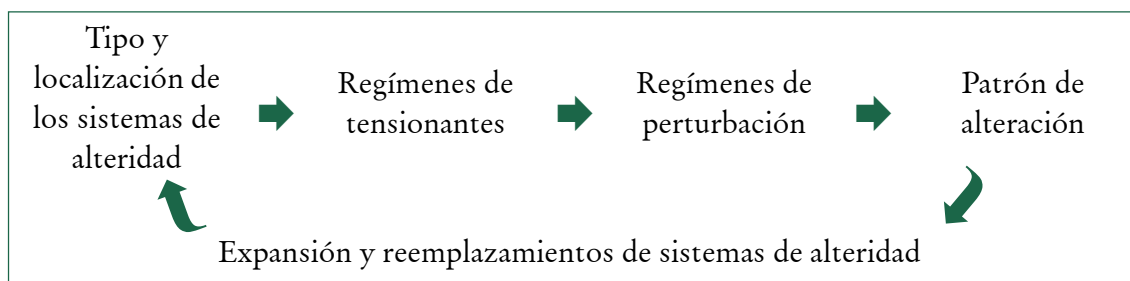 Tipo y
localización de
los sistemas de
alteridad
Regímenes de
tensionantes
Regímenes de
perturbación
Patrón de
alteración
Expansión y reemplazamientos de sistemas de alteridad